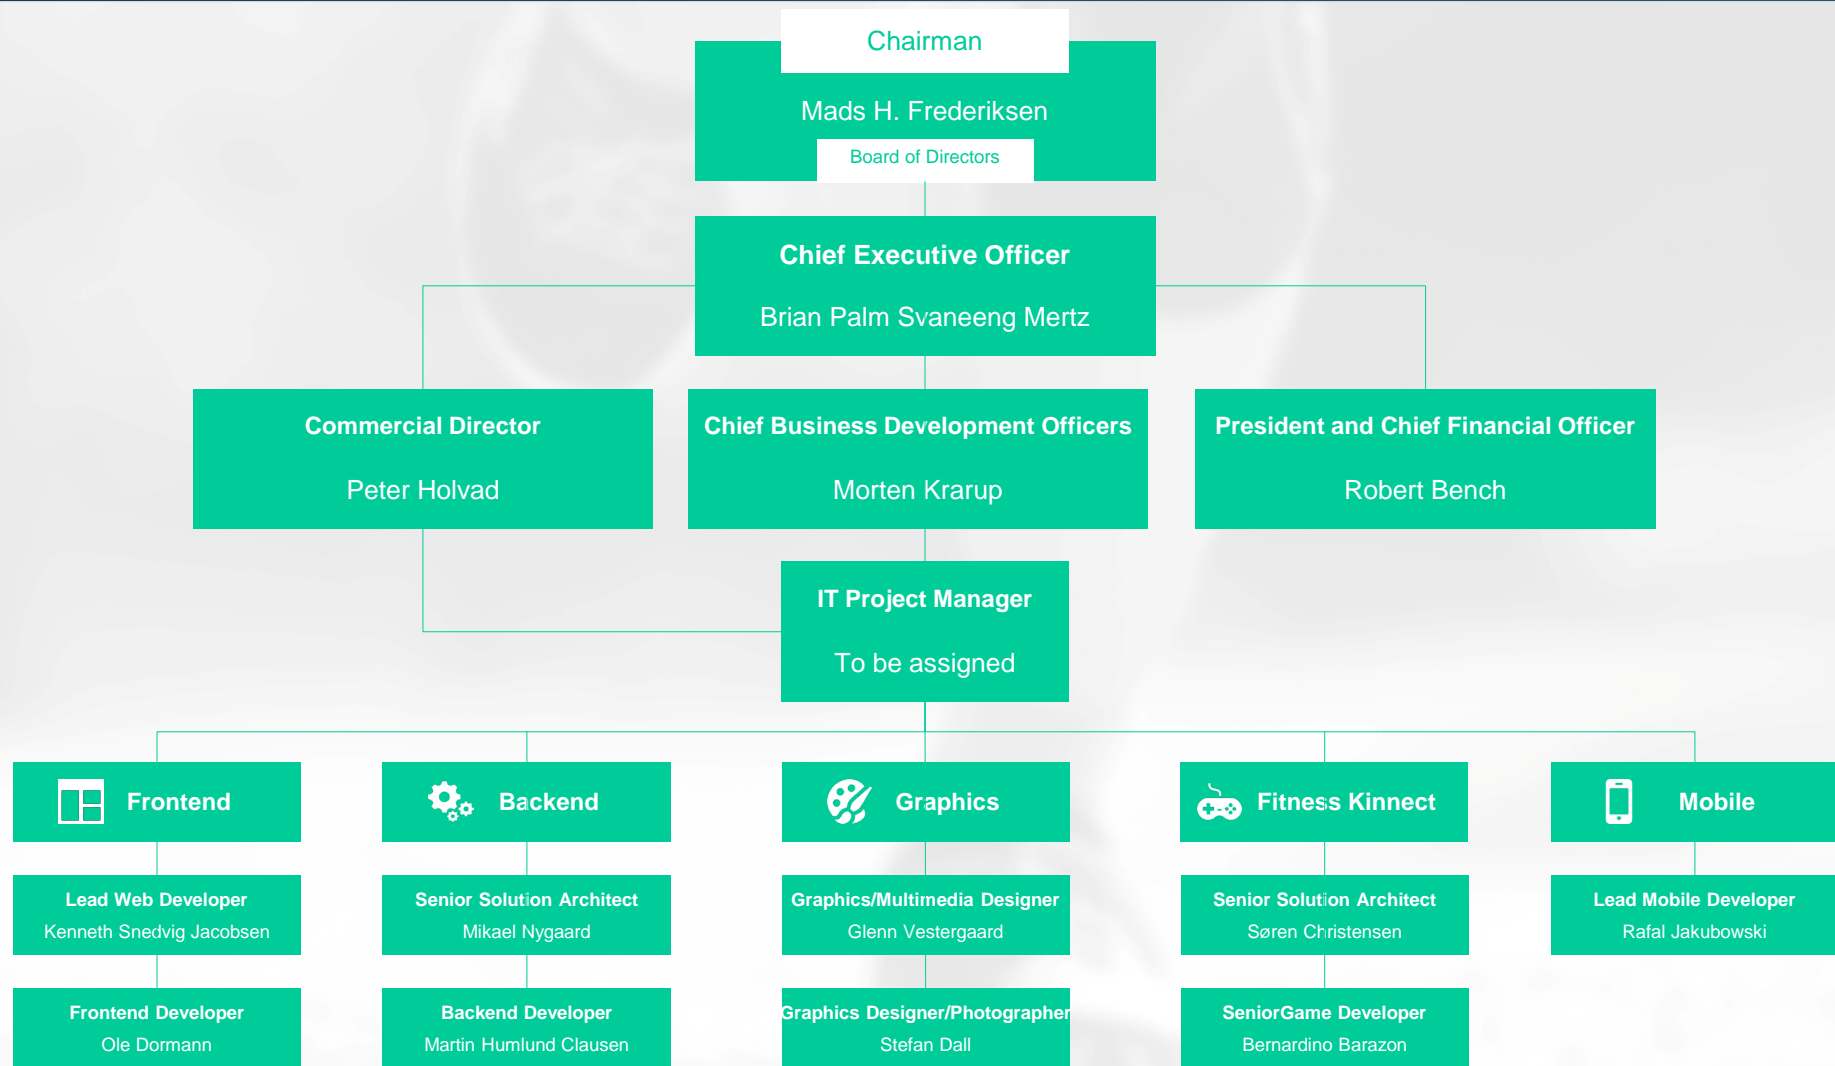 Chairman
Mads H. Frederiksen
Board of Directors
Chief Executive Officer
Brian Palm Svaneeng Mertz
Commercial Director
Peter Holvad
Chief Business Development Officers
Morten Krarup
President and Chief Financial Officer
Robert Bench
IT Project Manager
To be assigned
Frontend
Backend
Graphics
Fitness Kinnect
Mobile
Lead Web Developer
Kenneth Snedvig Jacobsen
Senior Solution Architect
Mikael Nygaard
Graphics/Multimedia Designer
Glenn Vestergaard
Senior Solution Architect
Søren Christensen
Lead Mobile Developer
Rafal Jakubowski
Frontend Developer
Ole Dormann
Backend Developer
Martin Humlund Clausen
Graphics Designer/Photographer
Stefan Dall
SeniorGame Developer
Bernardino Barazon